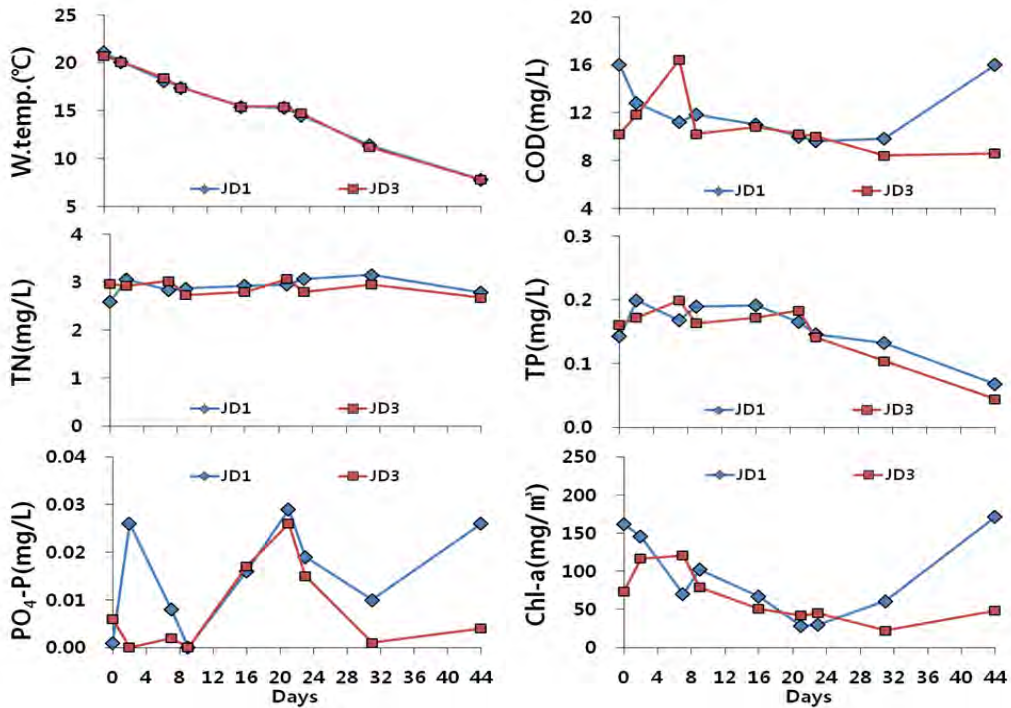 W.temp.(℃)
25
20
15
10
5
JD1
JD3
COD(mg/L)
20
16
12
8
4
JD1
JD3
TN(mg/L)
4
3
2
1
0
JD1
JD3
TP(mg/L)
0.3
0.2
0.1
0.0
JD1
JD3
PO₄-P(mg/L)
0.04
0.03
0.02
0.01
0.00
JD1
JD3
0 4 8 12 16 20 24 28 32 36 40 44
Days
Chl-a(mg/㎥)
250
200
150
100
50
0
JD1
JD3
0 4 8 12 16 20 24 28 32 36 40 44
Days